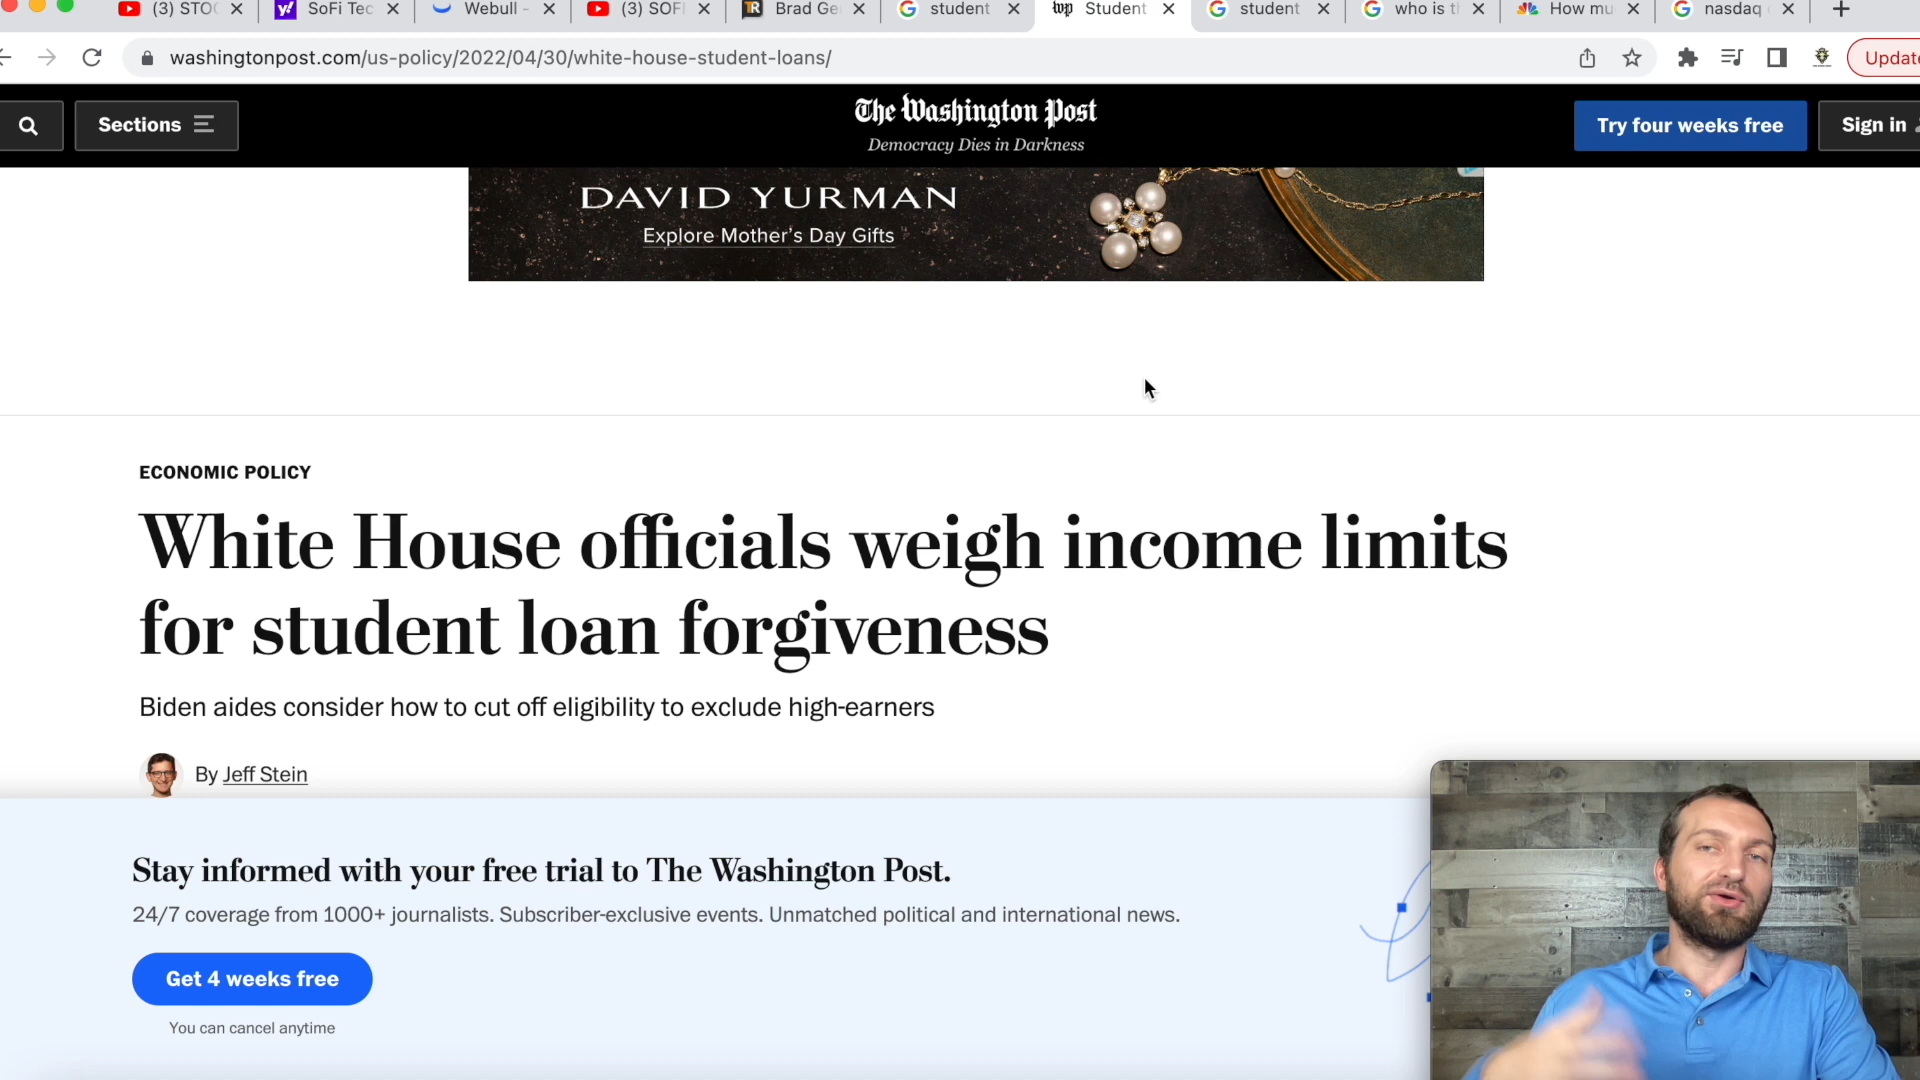 (3) STOC
SoFi Tec
Webull -
(3) SOFI
Brad Ge
student
Student
student
who is t
How mu
nasdaq
washingtonpost.com/us-policy/2022/04/30/white-house-student-loans/
Update
Sections
The Washington Post
Democracy Dies in Darkness
Try four weeks free
Sign in
DAVID YURMAN
Explore Mother's Day Gifts
ECONOMIC POLICY
White House officials weigh income limits
for student loan forgiveness
Biden aides consider how to cut off eligibility to exclude high-earners
By Jeff Stein
Stay informed with your free trial to The Washington Post.
24/7 coverage from 1000+ journalists. Subscriber-exclusive events. Unmatched political and international news.
Get 4 weeks free
You can cancel anytime